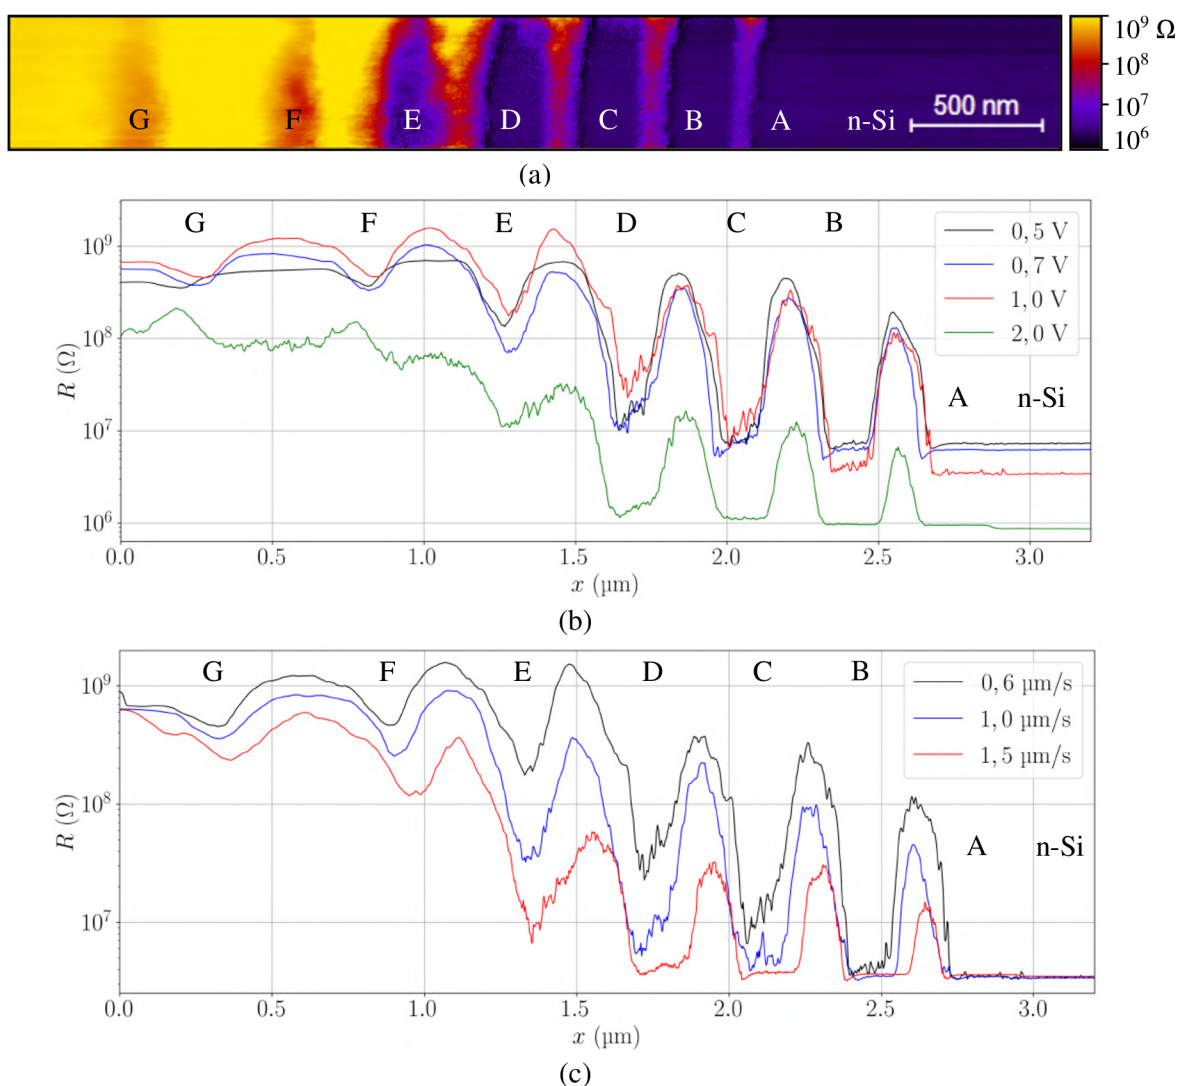 10⁹ Ω
10⁸
10⁷
10⁶
G F E D C B A n-Si 500 nm
(a)
G F E D C B
0,5 V
0,7 V
1,0 V
2,0 V
10⁹
10⁸
10⁷
10⁶
R (Ω)
A n-Si
0.0 0.5 1.0 1.5 2.0 2.5 3.0
x (µm)
(b)
G F E D C B
0,6 µm/s
1,0 µm/s
1,5 µm/s
10⁹
10⁸
10⁷
R (Ω)
A n-Si
0.0 0.5 1.0 1.5 2.0 2.5 3.0
x (µm)
(c)